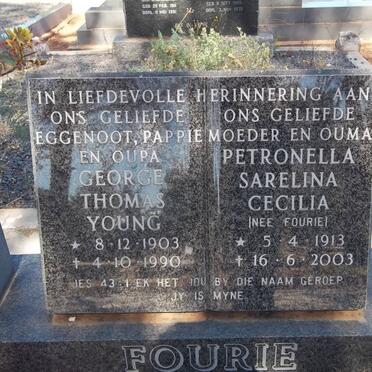 IN LIEFDEVOLLE HERINNERING AAN
ONS GELIEFDE
EGGENOOT, PAPPIE
EN OUPA
GEORGE
THOMAS
YOUNG
★ 8-12-1903
✝ 4-10-1990
ONS GELIEFDE
MOEDER EN OUMA
PETRONELLA
SARELINA
CECILIA
(NEE FOURIE)
★ 5-4-1913
✝ 16-6-2003
JES 43:1 EK HET JOU BY DIE NAAM GEROEP
JY IS MYNE
FOURIE